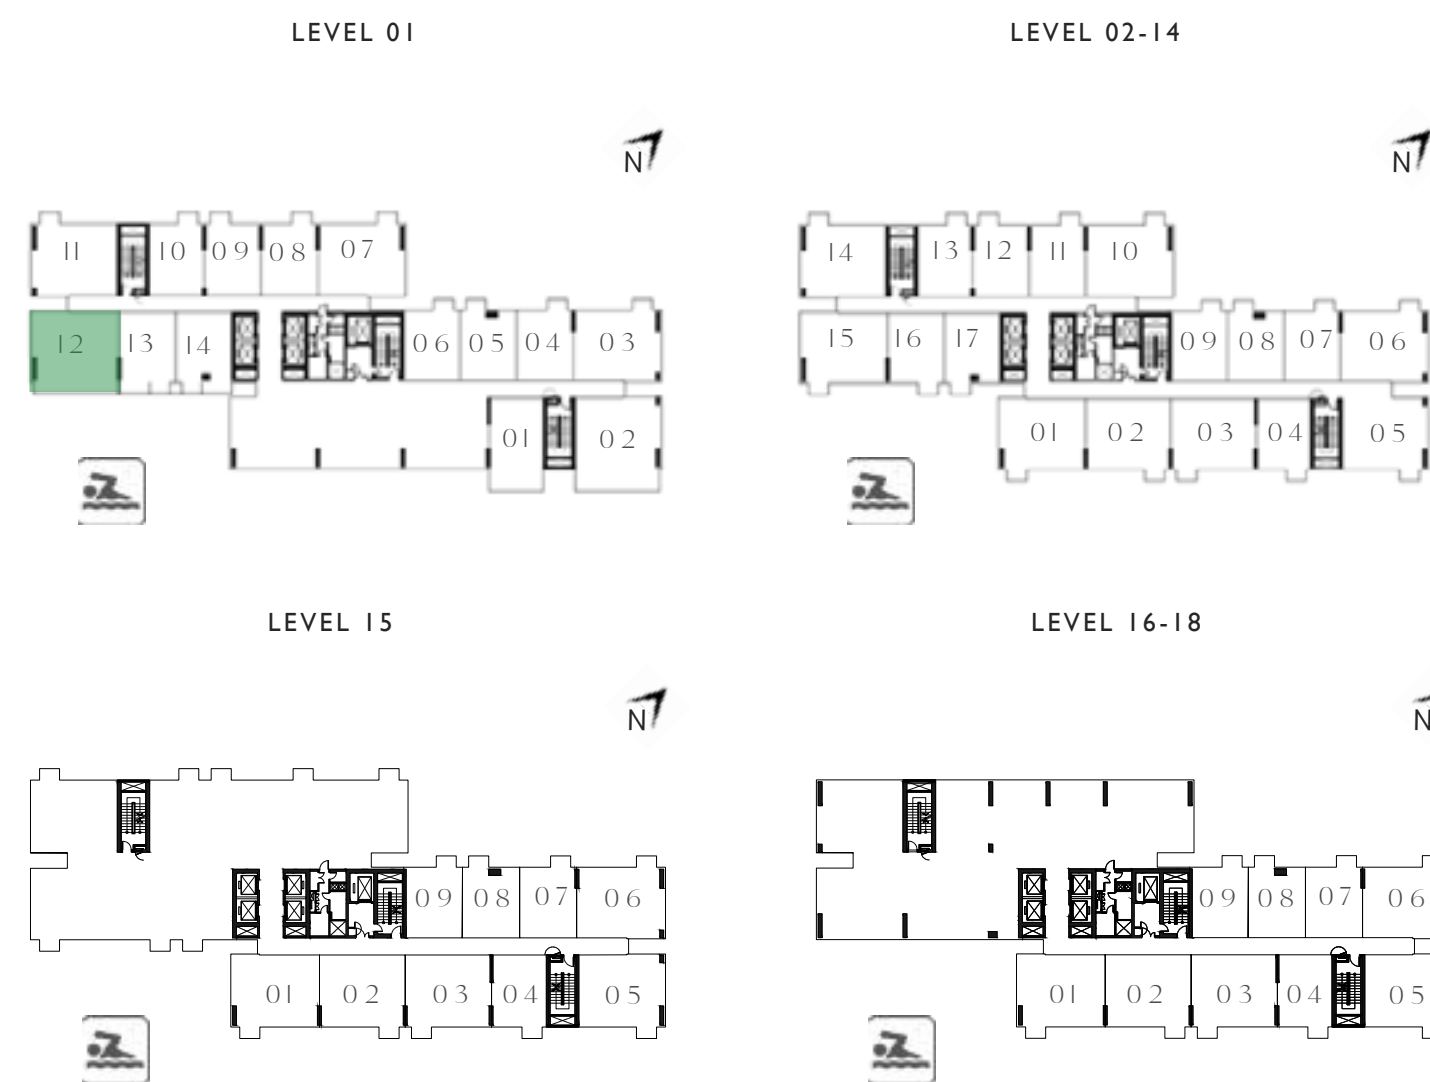 LEVEL 01
LEVEL 02-14
N
N
11 10 09 08 07
14 13 12 11 10
12 13 14 06 05 04 03
15 16 17 09 08 07 06
01 02
01 02 03 04 05
LEVEL 15
LEVEL 16-18
N
N
09 08 07 06
09 08 07 06
01 02 03 04 05
01 02 03 04 05